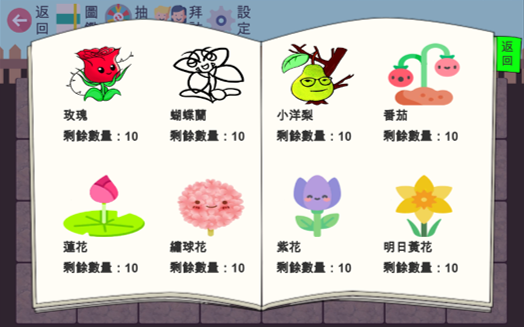 返回
圖
抽
拜
設定
返回
玫瑰
剩餘數量：10
蝴蝶蘭
剩餘數量：10
小洋梨
剩餘數量：10
番茄
剩餘數量：10
蓮花
剩餘數量：10
繡球花
剩餘數量：10
紫花
剩餘數量：10
明日黃花
剩餘數量：10